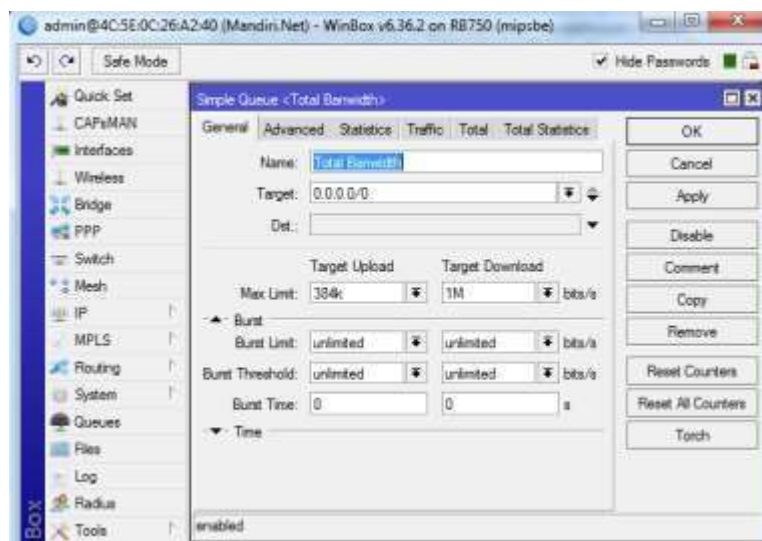 admin@4C:5E:0C:26:A2:40 (Mandiri.Net) - WinBox v6.36.2 on RB750 (mipsbe)
Safe Mode
Hide Passwords
Quick Set
CAPsMAN
Interfaces
Wireless
Bridge
PPP
Switch
Mesh
IP
MPLS
Routing
System
Queues
Files
Log
Radius
Tools
Box
Simple Queue <Total Banwidth>
General Advanced Statistics Traffic Total Total Statistics
Name: Total Banwidth
Target: 0.0.0.0/0
Dst.:
Target Upload Target Download
Max Limit: 384k 1M bits/s
Burst
Burst Limit: unlimited unlimited bits/s
Burst Threshold: unlimited unlimited bits/s
Burst Time: 0 0 s
Time
enabled
OK
Cancel
Apply
Disable
Comment
Copy
Remove
Reset Counters
Reset All Counters
Torch